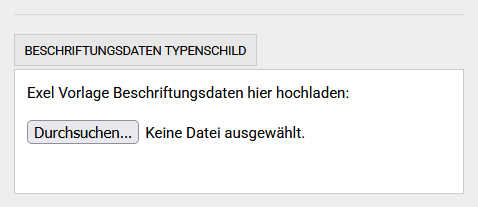 BESCHRIFTUNGSDATEN TYPENSCHILD
Exel Vorlage Beschriftungsdaten hier hochladen:
Durchsuchen... Keine Datei ausgewählt.